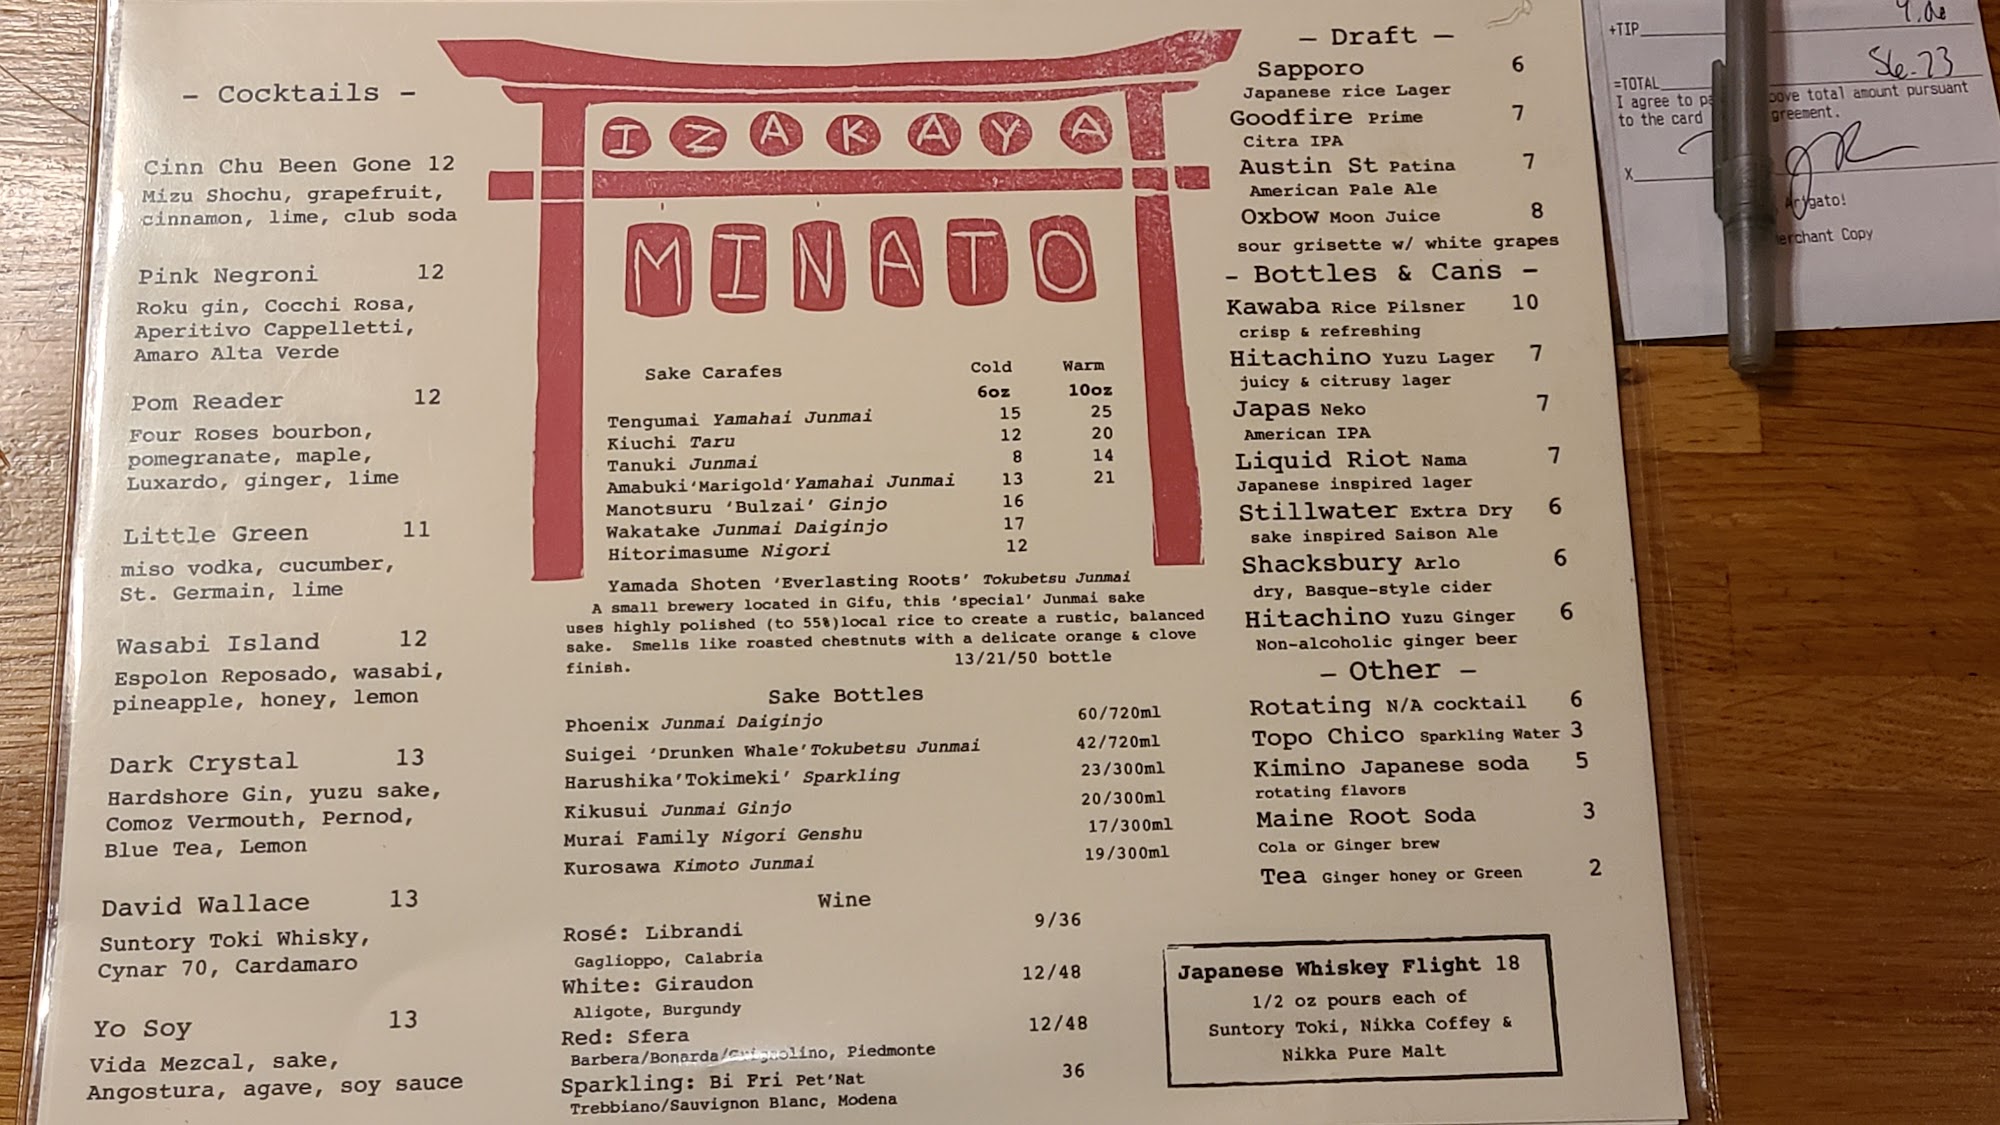 — Cocktails —
Cinn Chu Been Gone 12
Mizu Shochu, grapefruit,
cinnamon, lime, club soda
Pink Negroni 12
Roku gin, Cocchi Rosa,
Aperitivo Cappelletti,
Amaro Alta Verde
Pom Reader 12
Four Roses bourbon,
pomegranate, maple,
Luxardo, ginger, lime
Little Green 11
miso vodka, cucumber,
St. Germain, lime
Wasabi Island 12
Espolon Reposado, wasabi,
pineapple, honey, lemon
Dark Crystal 13
Hardshore Gin, yuzu sake,
Comoz Vermouth, Pernod,
Blue Tea, Lemon
David Wallace 13
Suntory Toki Whisky,
Cynar 70, Cardamaro
Yo Soy 13
Vida Mezcal, sake,
Angostura, agave, soy sauce
IZAKAYA
MINATO
Sake Carafes Cold Warm
6oz 10oz
Tengumai Yamahai Junmai 15 25
Kiuchi Taru 12 20
Tanuki Junmai 8 14
Amabuki'Marigold'Yamahai Junmai 13 21
Manotsuru 'Bulzai' Ginjo 16
Wakatake Junmai Daiginjo 17
Hitorimasume Nigori 12
Yamada Shoten 'Everlasting Roots' Tokubetsu Junmai
A small brewery located in Gifu, this 'special' Junmai sake
uses highly polished (to 55%)local rice to create a rustic, balanced
sake. Smells like roasted chestnuts with a delicate orange & clove
finish. 13/21/50 bottle
Sake Bottles
Phoenix Junmai Daiginjo 60/720ml
Suigei 'Drunken Whale'Tokubetsu Junmai 42/720ml
Harushika'Tokimeki' Sparkling 23/300ml
Kikusui Junmai Ginjo 20/300ml
Murai Family Nigori Genshu 17/300ml
Kurosawa Kimoto Junmai 19/300ml
Wine
Rosé: Librandi 9/36
Gaglioppo, Calabria
White: Giraudon 12/48
Aligote, Burgundy
Red: Sfera 12/48
Barbera/Bonarda/Grignolino, Piedmonte
Sparkling: Bi Fri Pet'Nat 36
Trebbiano/Sauvignon Blanc, Modena
— Draft —
Sapporo 6
Japanese rice Lager
Goodfire Prime 7
Citra IPA
Austin St Patina 7
American Pale Ale
Oxbow Moon Juice 8
sour grisette w/ white grapes
— Bottles & Cans —
Kawaba Rice Pilsner 10
crisp & refreshing
Hitachino Yuzu Lager 7
juicy & citrusy lager
Japas Neko 7
American IPA
Liquid Riot Nama 7
Japanese inspired lager
Stillwater Extra Dry 6
sake inspired Saison Ale
Shacksbury Arlo 6
dry, Basque-style cider
Hitachino Yuzu Ginger 6
Non-alcoholic ginger beer
— Other —
Rotating N/A cocktail 6
Topo Chico Sparkling Water 3
Kimino Japanese soda 5
rotating flavors
Maine Root Soda 3
Cola or Ginger brew
Tea Ginger honey or Green 2
Japanese Whiskey Flight 18
1/2 oz pours each of
Suntory Toki, Nikka Coffey &
Nikka Pure Malt
+TIP
=TOTAL 56.73
I agree to total amount pursuant
to the card
X
Arigato!
Copy